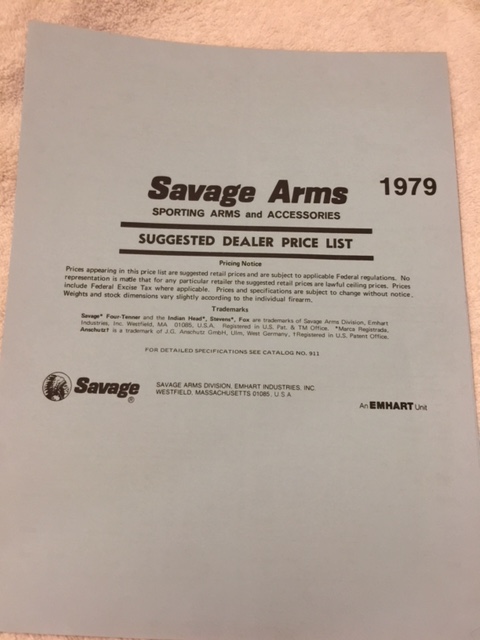 Savage Arms 1979
SPORTING ARMS and ACCESSORIES
SUGGESTED DEALER PRICE LIST
Pricing Notice
Prices appearing in this price list are suggested retail prices and are subject to applicable Federal regulations. No
representation is made that for any particular retailer the suggested retail prices are lawful ceiling prices. Prices
include Federal Excise Tax where applicable. Prices and specifications are subject to change without notice.
Weights and stock dimensions vary slightly according to the individual firearm.
Trademarks
Savage* Four-Tenner and the Indian Head*, Stevens*, Fox are trademarks of Savage Arms Division, Emhart
Industries, Inc. Westfield, MA 01085, U.S.A. Registered in U.S. Pat. & TM Office. *Marca Registrada.
Anschutz† is a trademark of J.G. Anschutz GmbH, Ulm, West Germany, †Registered in U.S. Patent Office.
FOR DETAILED SPECIFICATIONS SEE CATALOG NO. 911
Savage®
SAVAGE ARMS DIVISION, EMHART INDUSTRIES, INC.
WESTFIELD, MASSACHUSETTS 01085, U.S.A
An EMHART Unit